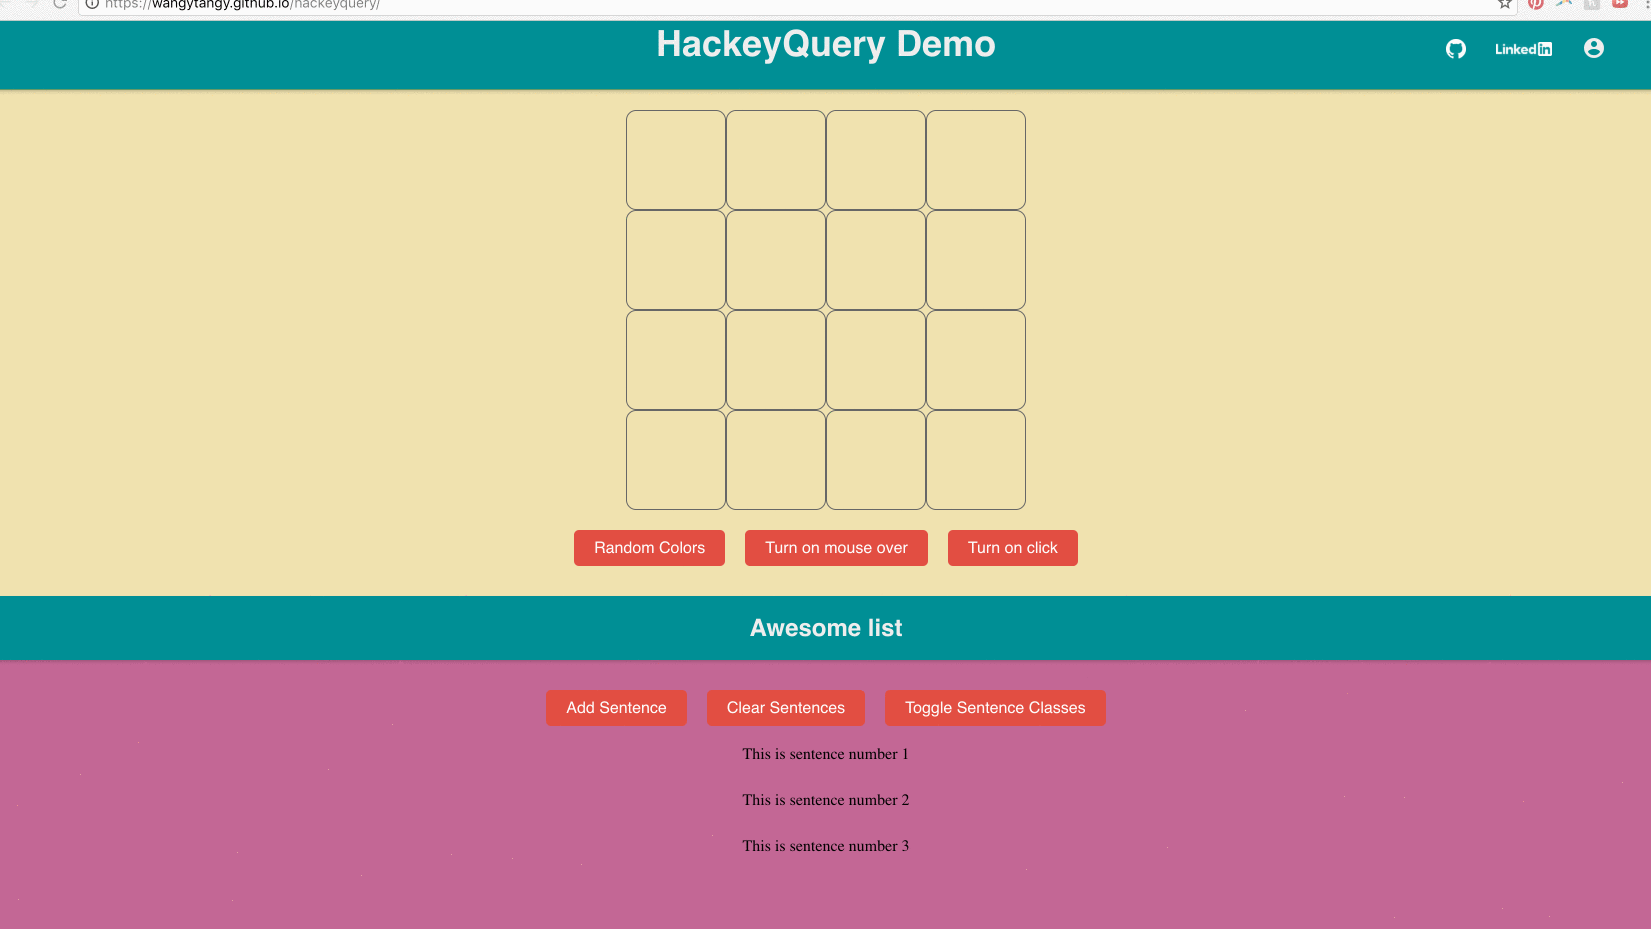 https://wangytangy.github.io/hackeyquery/
HackeyQuery Demo
LinkedIn
Random Colors
Turn on mouse over
Turn on click
Awesome list
Add Sentence
Clear Sentences
Toggle Sentence Classes
This is sentence number 1
This is sentence number 2
This is sentence number 3